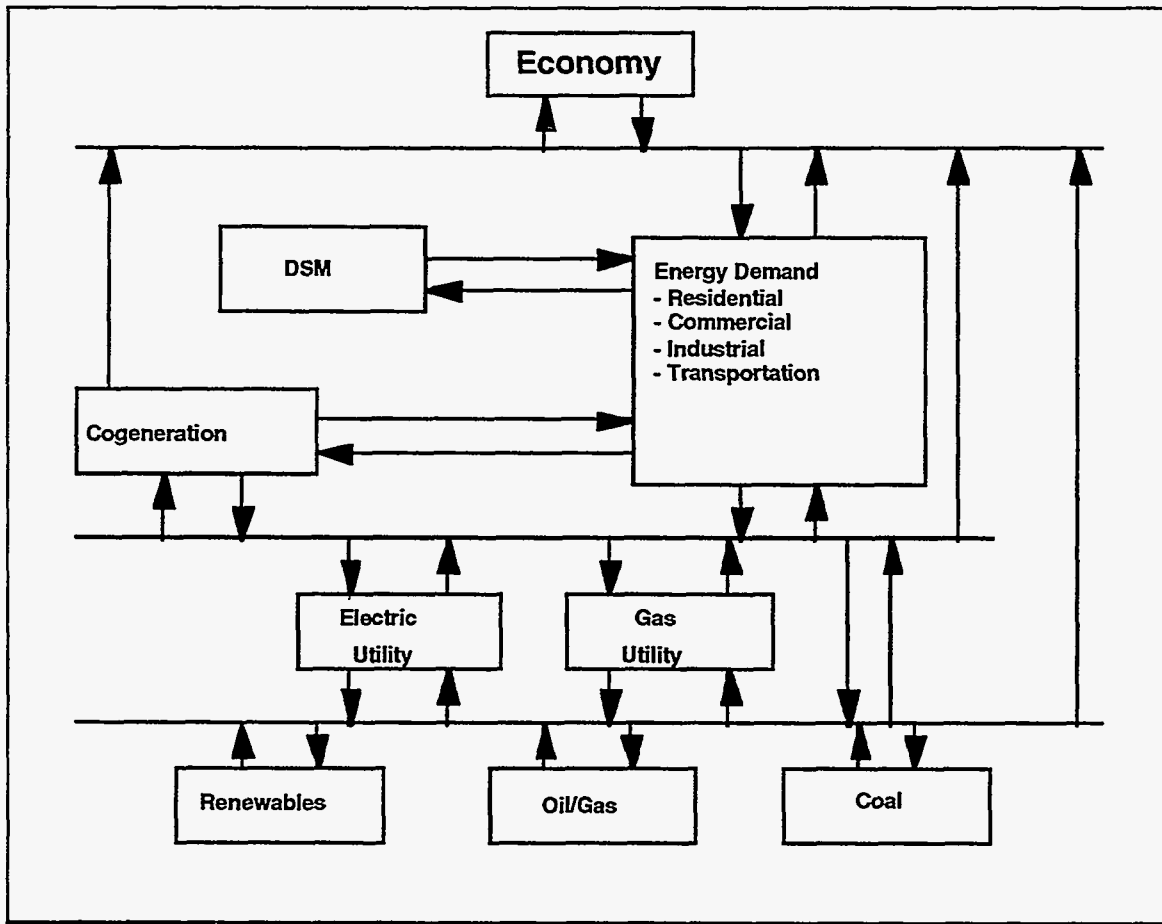 Economy
DSM
Energy Demand
- Residential
- Commercial
- Industrial
- Transportation
Cogeneration
Electric
Utility
Gas
Utility
Renewables
Oil/Gas
Coal